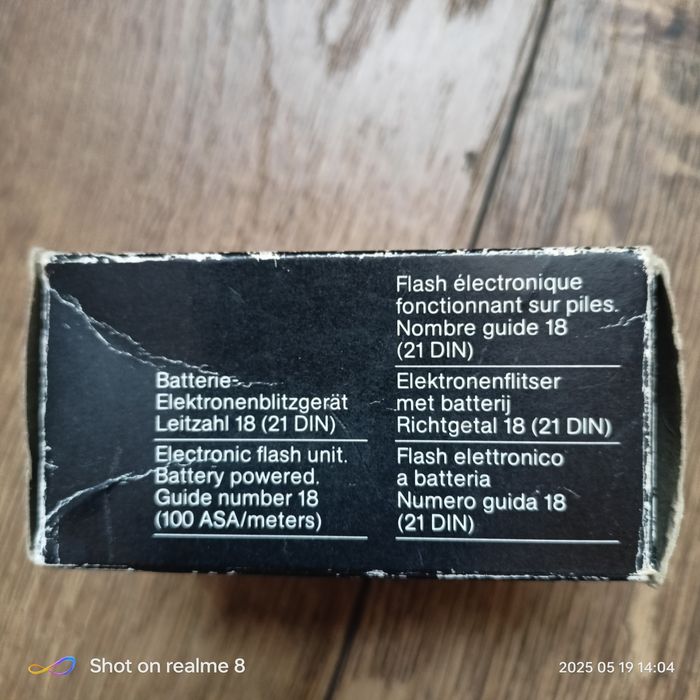 Batterie-
Elektronenblitzgerät
Leitzahl 18 (21 DIN)
Electronic flash unit.
Battery powered.
Guide number 18
(100 ASA/meters)
Flash électronique
fonctionnant sur piles.
Nombre guide 18
(21 DIN)
Elektronenflitser
met batterij
Richtgetal 18 (21 DIN)
Flash elettronico
a batteria
Numero guida 18
(21 DIN)
Shot on realme 8
2025 05 19 14:04